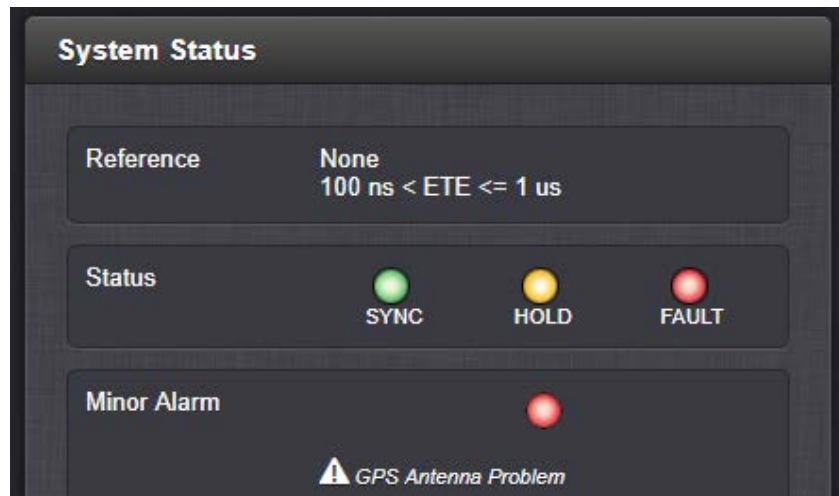 System Status
Reference None
100 ns < ETE <= 1 us
Status
SYNC HOLD FAULT
Minor Alarm
GPS Antenna Problem